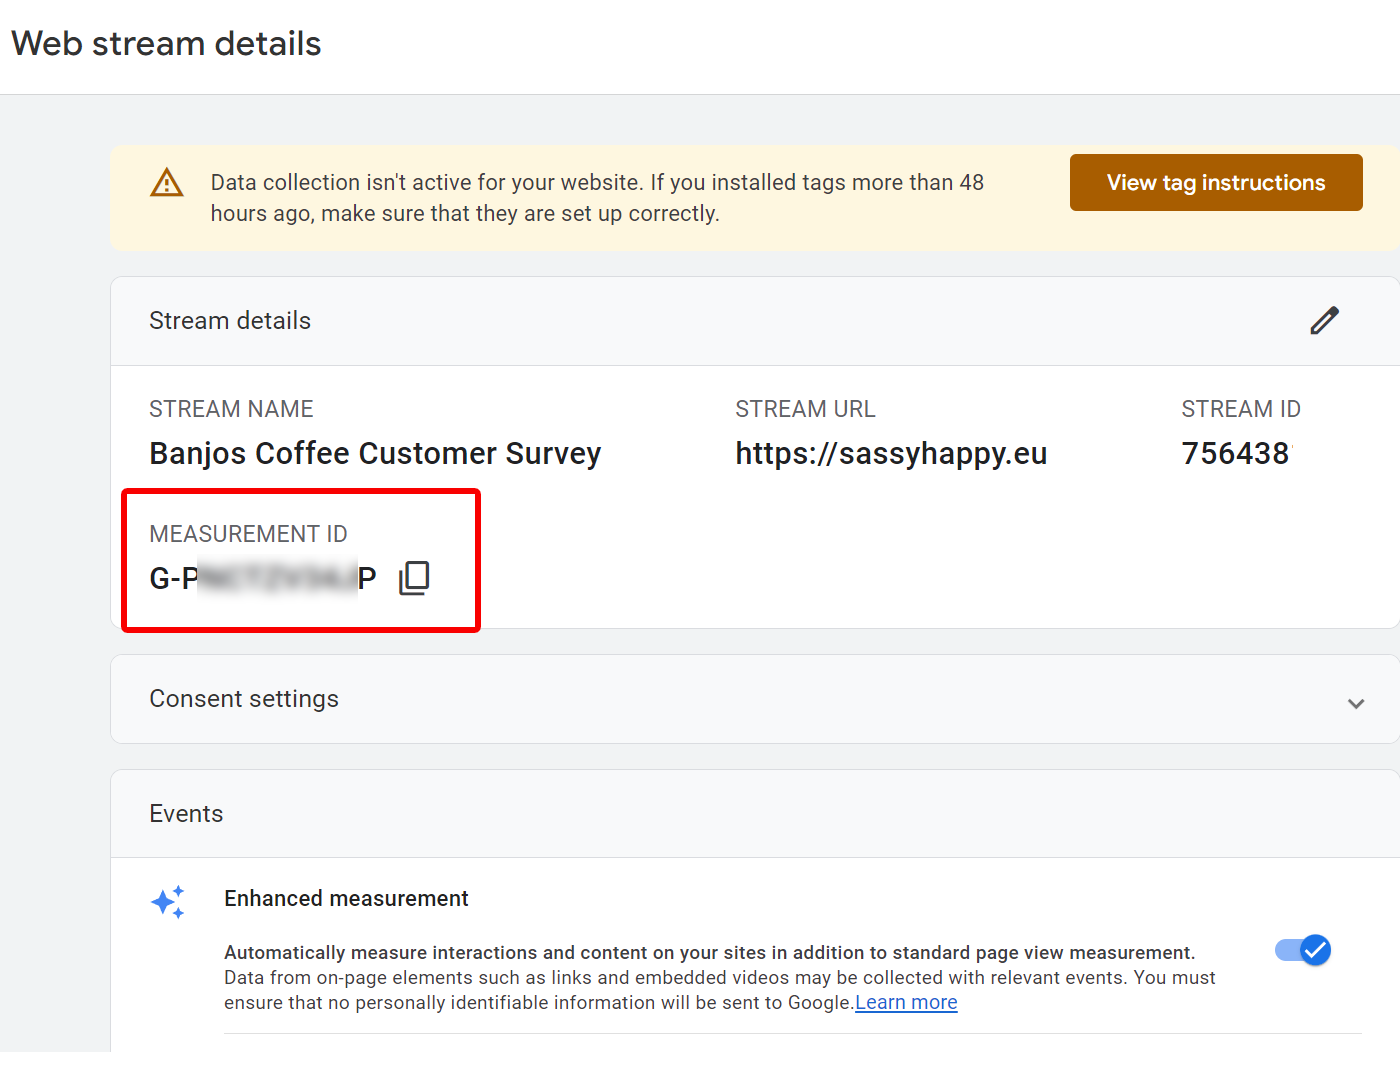 Web stream details
Data collection isn't active for your website. If you installed tags more than 48
hours ago, make sure that they are set up correctly.
View tag instructions
Stream details
STREAM NAME
Banjos Coffee Customer Survey
STREAM URL
https://sassyhappy.eu
STREAM ID
756438
MEASUREMENT ID
G-P P
Consent settings
Events
Enhanced measurement
Automatically measure interactions and content on your sites in addition to standard page view measurement.
Data from on-page elements such as links and embedded videos may be collected with relevant events. You must
ensure that no personally identifiable information will be sent to Google.Learn more